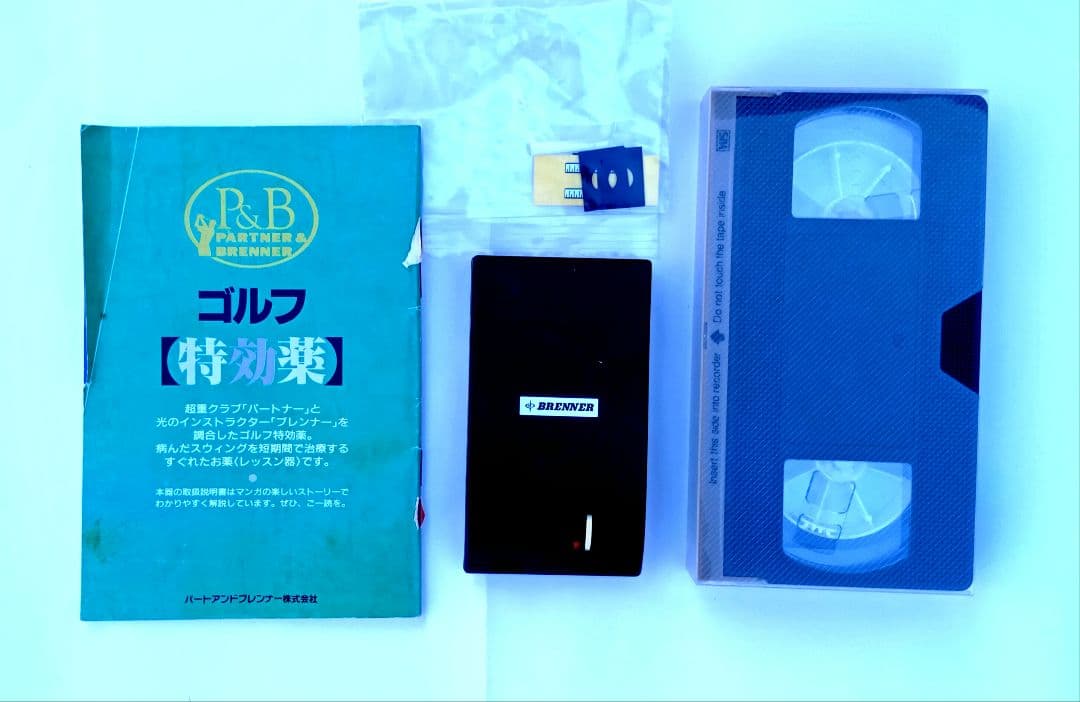 P&B
PARTNER &
BRENNER
ゴルフ
【特効薬】
超重クラブ「パートナー」と
光のインストラクター「ブレンナー」を
調合したゴルフ特効薬。
病んだスウィングを短期間で治療する
すぐれたお薬〈レッスン器〉です。
本器の取扱説明書はマンガの楽しいストーリーで
わかりやすく解説しています。ぜひ、ご一読を。
パートアンドブレンナー株式会社
BRENNER
Insert this side into recorder
Do not touch the tape inside